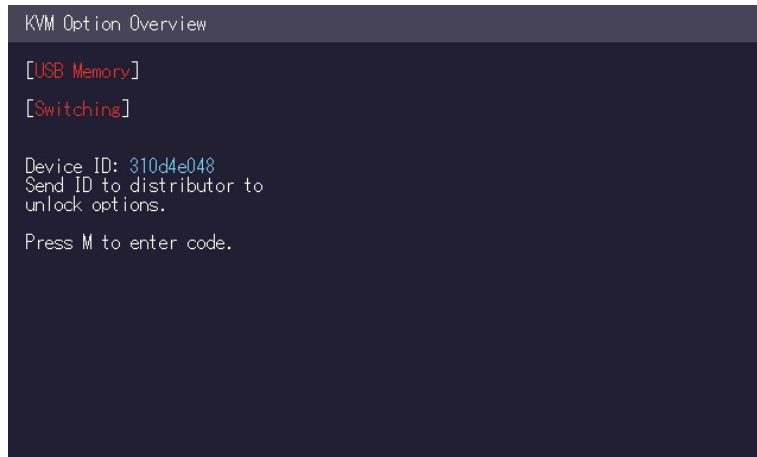 KVM Option Overview
[USB Memory]
[Switching]
Device ID: 310d4e048
Send ID to distributor to
unlock options.
Press M to enter code.